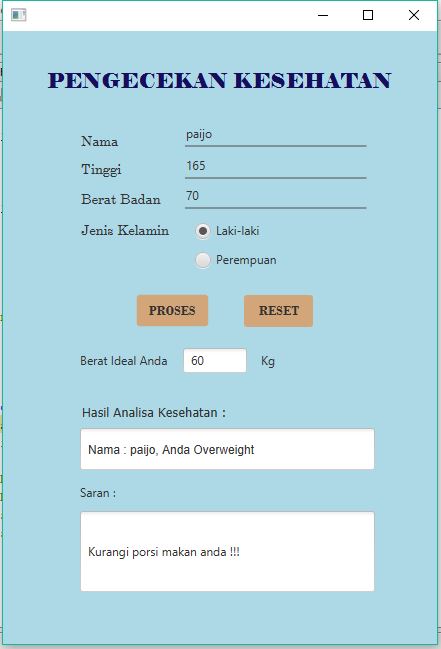 PENGECEKAN KESEHATAN
Nama paijo
Tinggi 165
Berat Badan 70
Jenis Kelamin Laki-laki
Perempuan
PROSES RESET
Berat Ideal Anda 60 Kg
Hasil Analisa Kesehatan :
Nama : paijo, Anda Overweight
Saran :
Kurangi porsi makan anda !!!